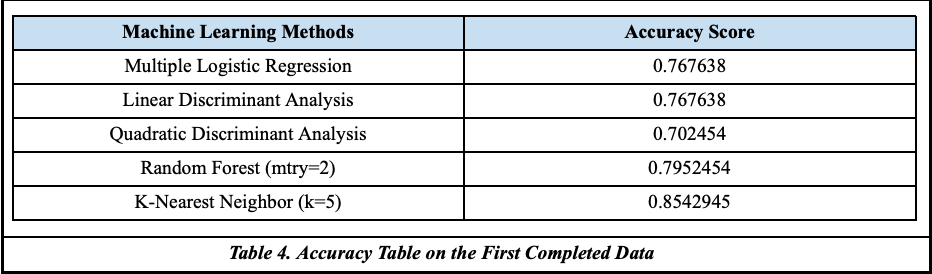 Machine Learning Methods Accuracy Score
Multiple Logistic Regression 0.767638
Linear Discriminant Analysis 0.767638
Quadratic Discriminant Analysis 0.702454
Random Forest (mtry=2) 0.7952454
K-Nearest Neighbor (k=5) 0.8542945
Table 4. Accuracy Table on the First Completed Data